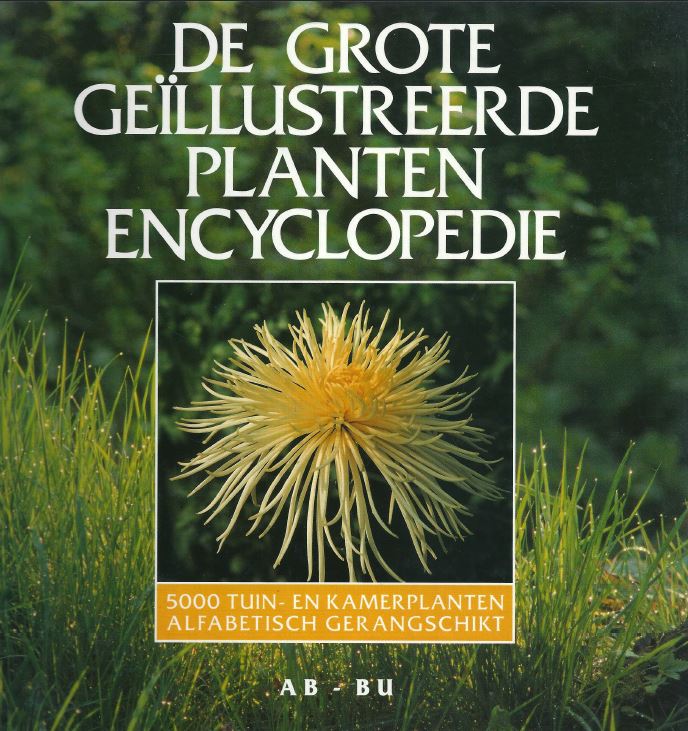 DE GROTE
GEÏLLUSTREERDE
PLANTEN
ENCYCLOPEDIE
5000 TUIN- EN KAMERPLANTEN
ALFABETISCH GERANGSCHIKT
AB - BU